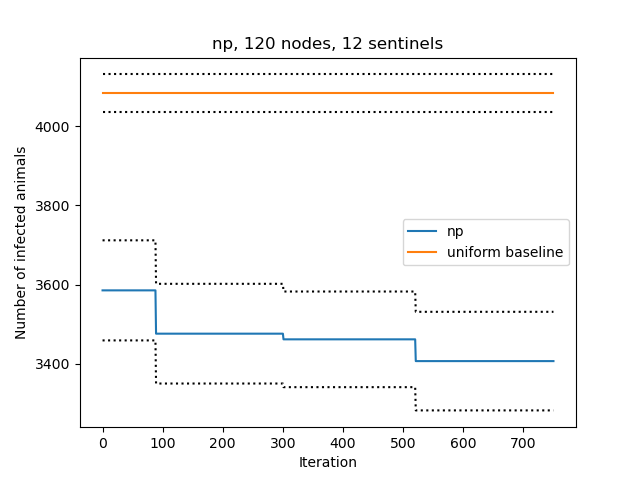 np, 120 nodes, 12 sentinels
Number of infected animals
4000
3800
3600
3400
np
uniform baseline
0 100 200 300 400 500 600 700
Iteration